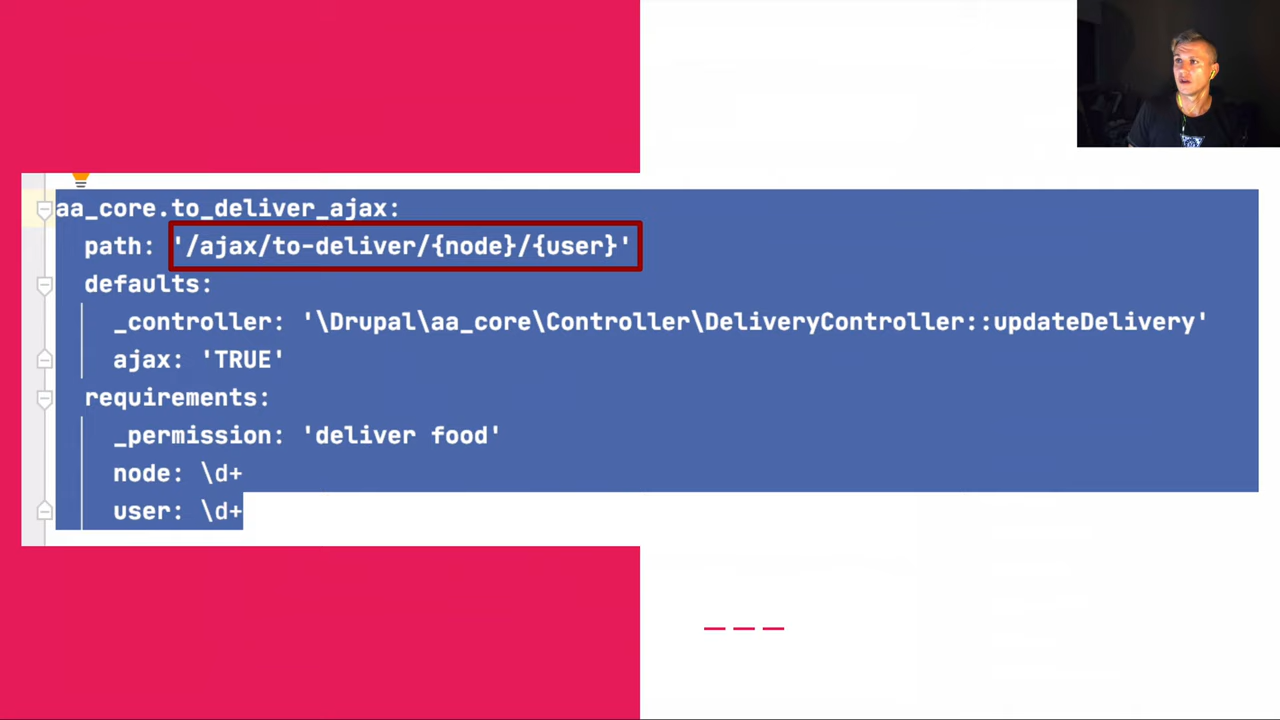 aa_core.to_deliver_ajax:
path: '/ajax/to-deliver/{node}/{user}'
defaults:
_controller: '\Drupal\aa_core\Controller\DeliveryController::updateDelivery'
ajax: 'TRUE'
requirements:
_permission: 'deliver food'
node: \d+
user: \d+